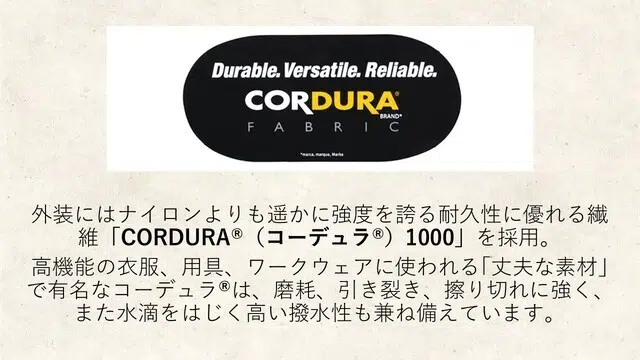 Durable. Versatile. Reliable.
CORDURA®
BRAND*
FABRIC
*marca, marque, Marke
外装にはナイロンよりも遥かに強度を誇る耐久性に優れる繊
維「CORDURA®（コーデュラ®）1000」を採用。
高機能の衣服、用具、ワークウェアに使われる｢丈夫な素材｣
で有名なコーデュラ®は、磨耗、引き裂き、擦り切れに強く、
また水滴をはじく高い撥水性も兼ね備えています。